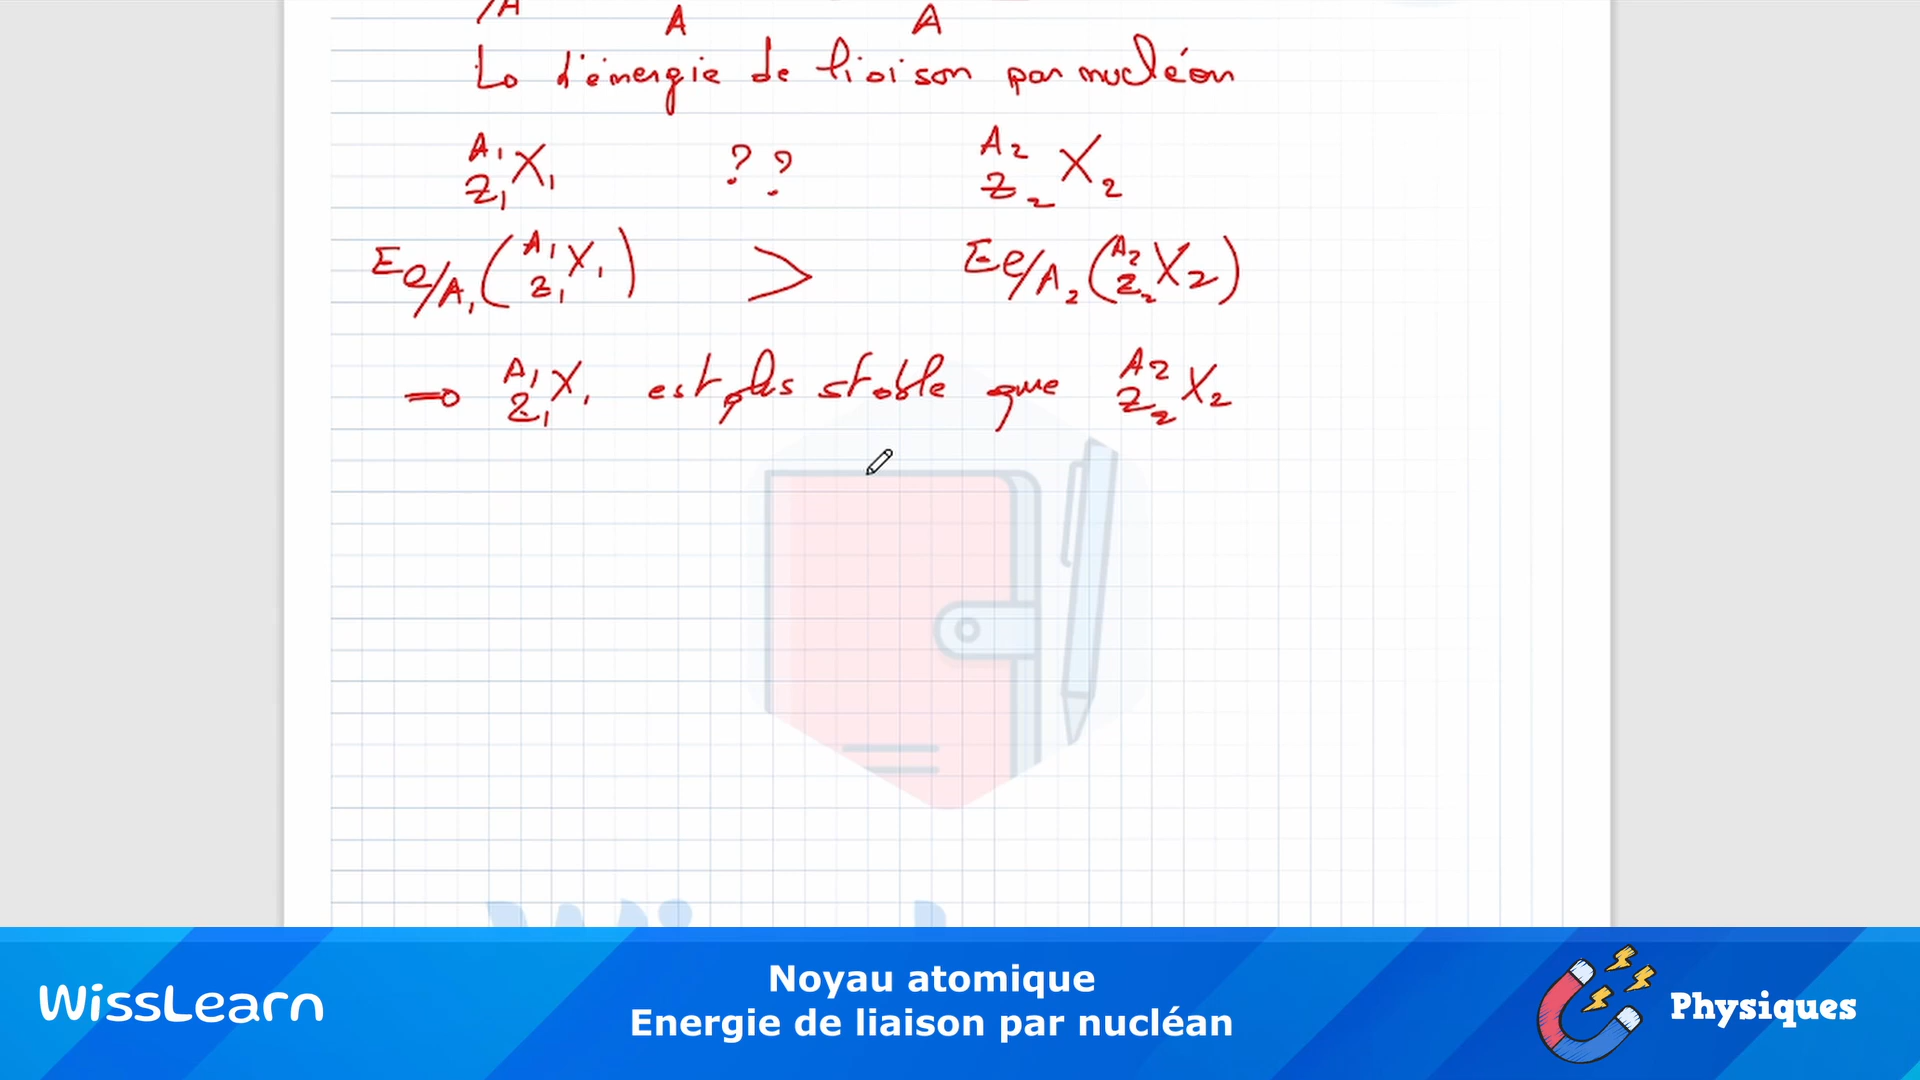 /A A A
↳ d'énergie de liaison par nucléon
A₁ Z₁ X₁ ? ? A₂ Z₂ X₂
Eℓ/A₁ (A₁ Z₁ X₁) > Eℓ/A₂ (A₂ Z₂ X₂)
⇒ A₁ Z₁ X₁ est plus stable que A₂ Z₂ X₂
WissLearn
Noyau atomique
Energie de liaison par nucléan
Physiques